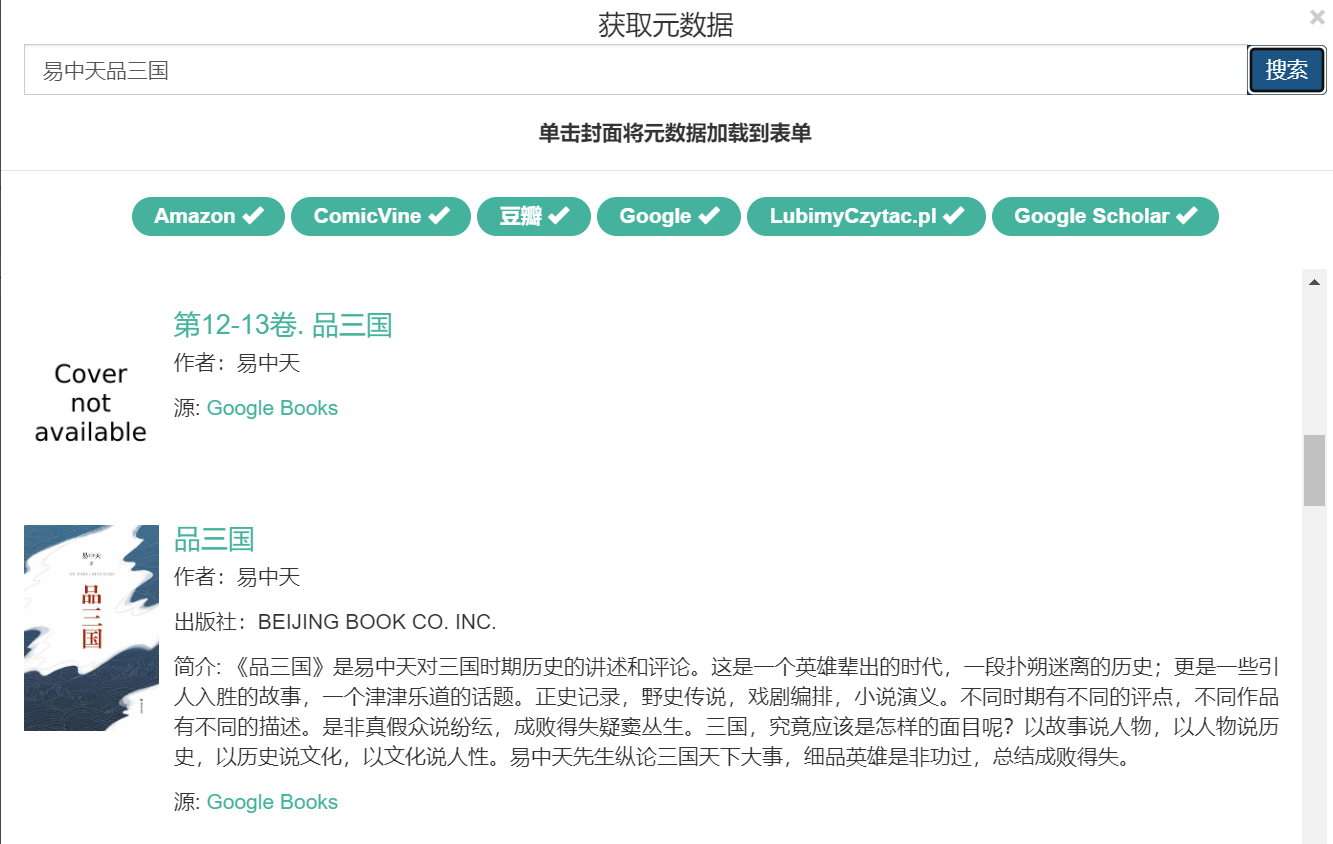 获取元数据
×
易中天品三国
搜索
单击封面将元数据加载到表单
Amazon ✔ ComicVine ✔ 豆瓣 ✔ Google ✔ LubimyCzytac.pl ✔ Google Scholar ✔
Cover
not
available
第12-13卷. 品三国
作者：易中天
源: Google Books
易中天
品三国
品三国
作者：易中天
出版社：BEIJING BOOK CO. INC.
简介:《品三国》是易中天对三国时期历史的讲述和评论。这是一个英雄辈出的时代，一段扑朔迷离的历史；更是一些引
人入胜的故事，一个津津乐道的话题。正史记录，野史传说，戏剧编排，小说演义。不同时期有不同的评点，不同作品
有不同的描述。是非真假众说纷纭，成败得失疑窦丛生。三国，究竟应该是怎样的面目呢？以故事说人物，以人物说历
史，以历史说文化，以文化说人性。易中天先生纵论三国天下大事，细品英雄是非功过，总结成败得失。
源: Google Books